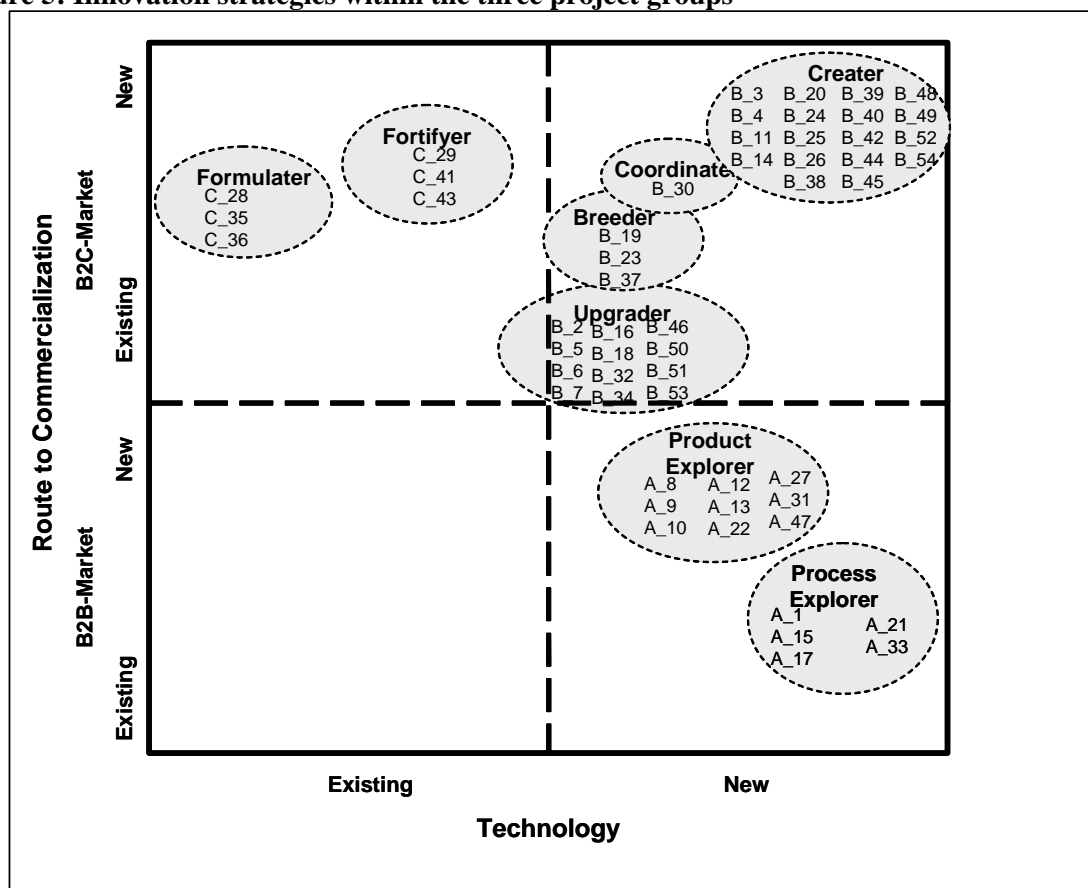 ure 5: Innovation strategies within the three project groups
Route to Commercialization
B2C-Market
New
Existing
B2B-Market
New
Existing
Creater
B_3 B_20 B_39 B_48
B_4 B_24 B_40 B_49
B_11 B_25 B_42 B_52
B_14 B_26 B_44 B_54
B_38 B_45
Fortifyer
C_29
C_41
C_43
Formulater
C_28
C_35
C_36
Coordinate
B_30
Breeder
B_19
B_23
B_37
Upgrader
B_2 B_16 B_46
B_5 B_18 B_50
B_6 B_32 B_51
B_7 B_34 B_53
Product
Explorer
A_8 A_12 A_27
A_9 A_13 A_31
A_10 A_22 A_47
Process
Explorer
A_1 A_21
A_15 A_33
A_17
Existing New
Technology